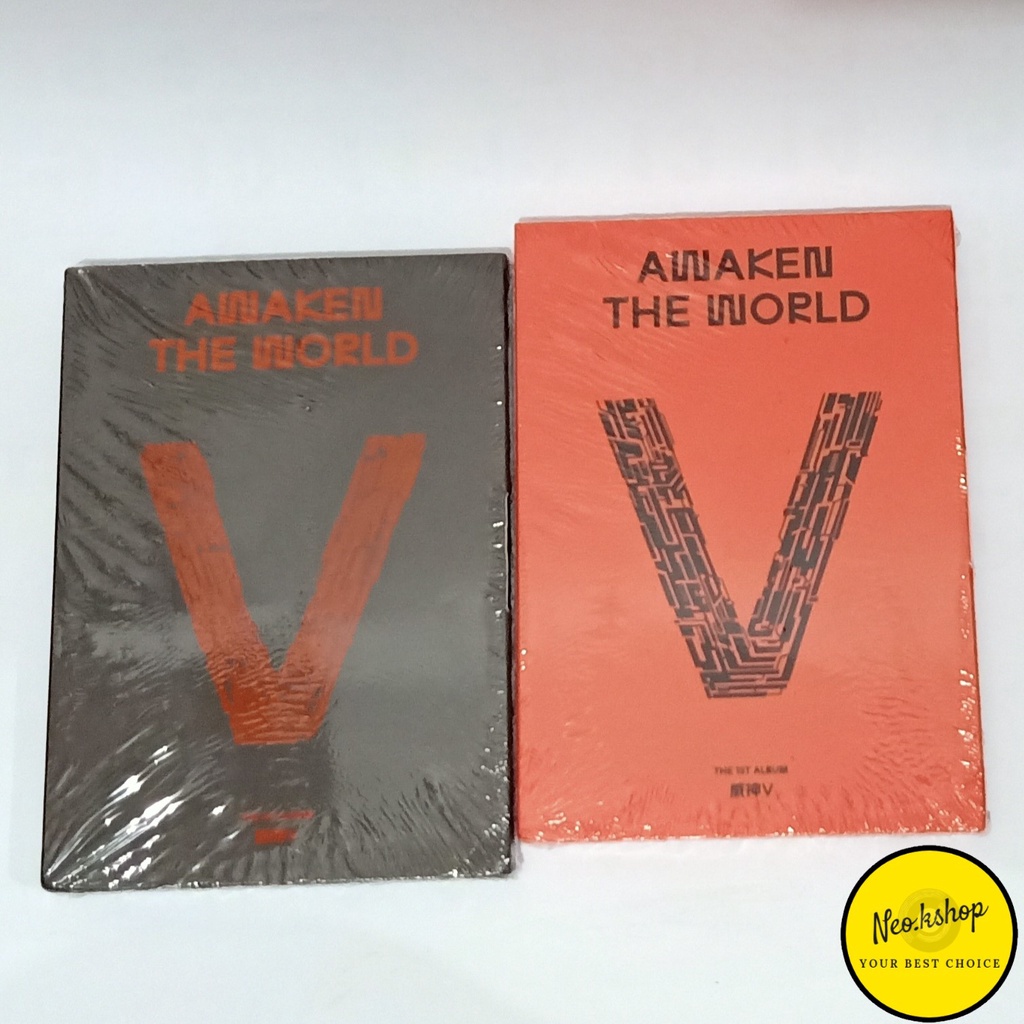 AWAKEN
THE WORLD
AWAKEN
THE WORLD
V
THE 1ST ALBUM
威神V
Neo.kshop
YOUR BEST CHOICE